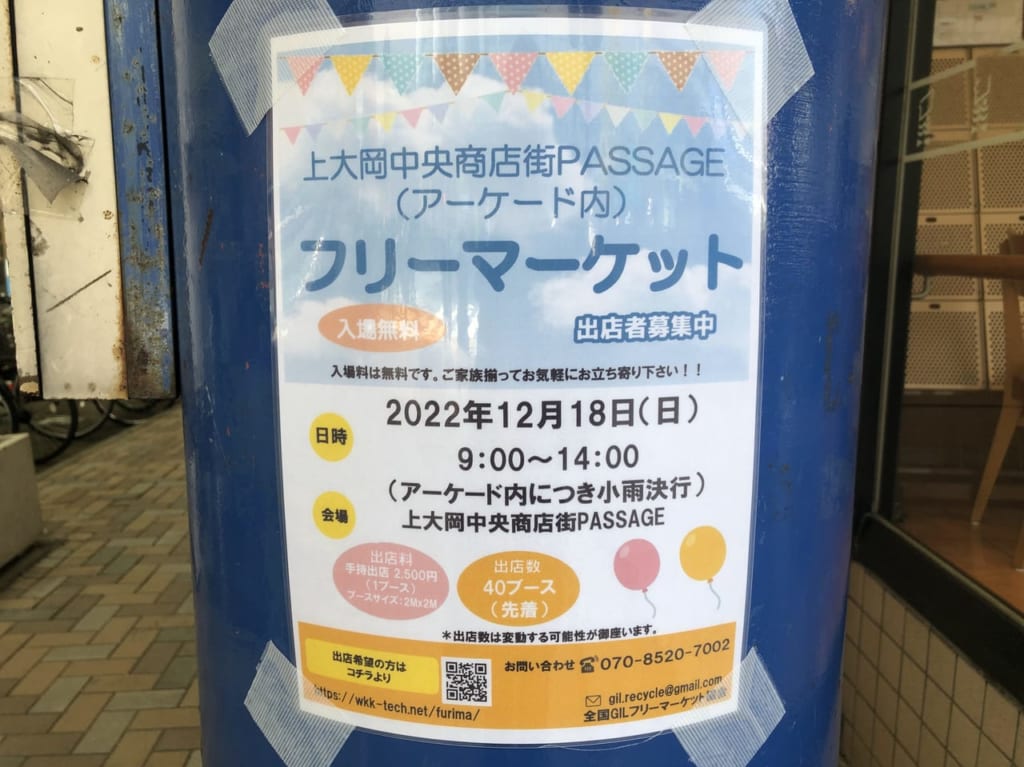 上大岡中央商店街PASSAGE
（アーケード内）
フリーマーケット
入場無料
出店者募集中
入場料は無料です。ご家族揃ってお気軽にお立ち寄り下さい！！
日時
2022年12月18日（日）
9：00～14：00
（アーケード内につき小雨決行）
会場
上大岡中央商店街PASSAGE
出店料
手持出店 2,500円
（1ブース）
ブースサイズ：2M×2M
出店数
40ブース
（先着）
＊出店数は変動する可能性が御座います。
出店希望の方は
コチラより
https://wkk-tech.net/furima/
お問い合わせ ☎070-8520-7002
gil.recycle@gmail.com
全国GILフリーマーケット協会